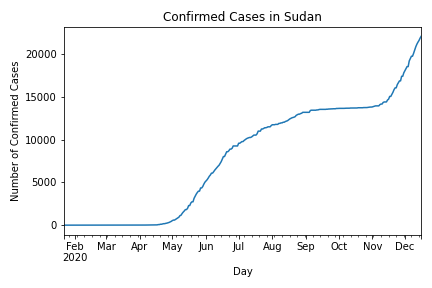 Confirmed Cases in Sudan
Number of Confirmed Cases
20000
15000
10000
5000
0
Feb Mar Apr May Jun Jul Aug Sep Oct Nov Dec
2020
Day